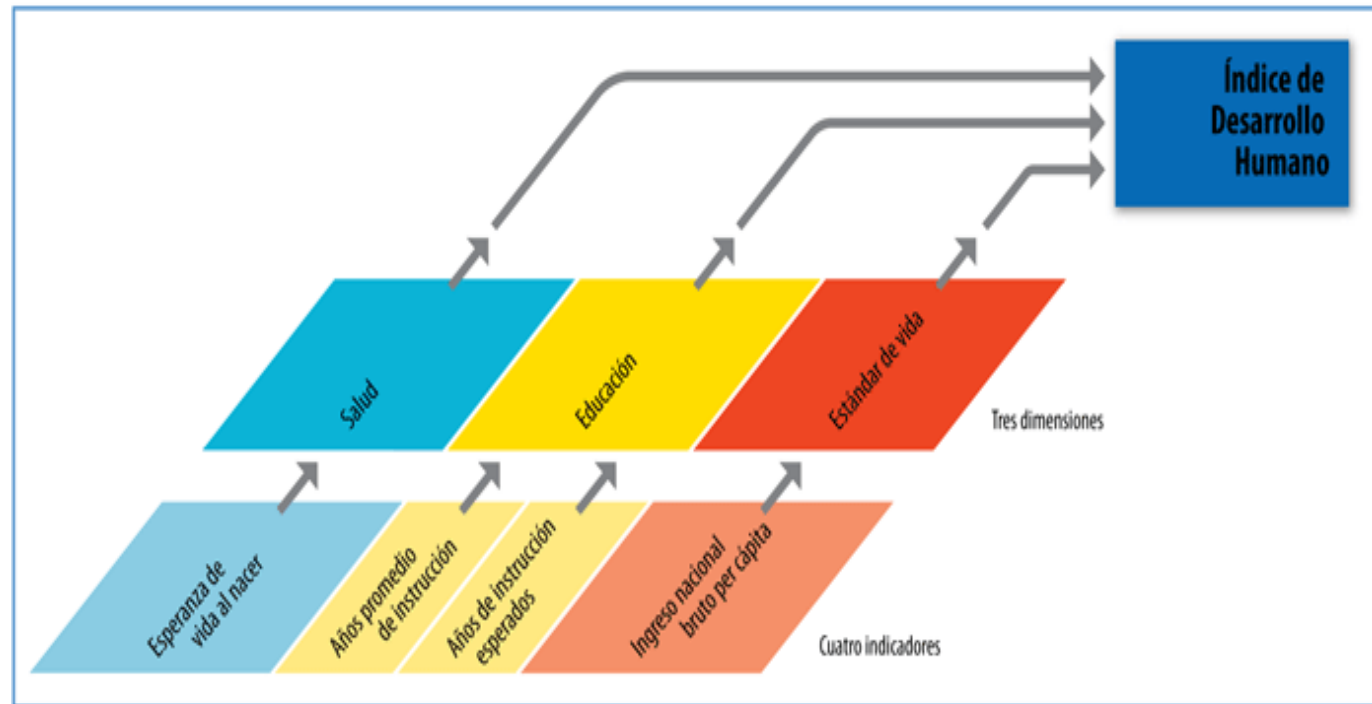 Índice de
Desarrollo
Humano
Salud
Educación
Estándar de vida
Tres dimensiones
Esperanza de
vida al nacer
Años promedio
de instrucción
Años de instrucción
esperados
Ingreso nacional
bruto per cápita
Cuatro indicadores